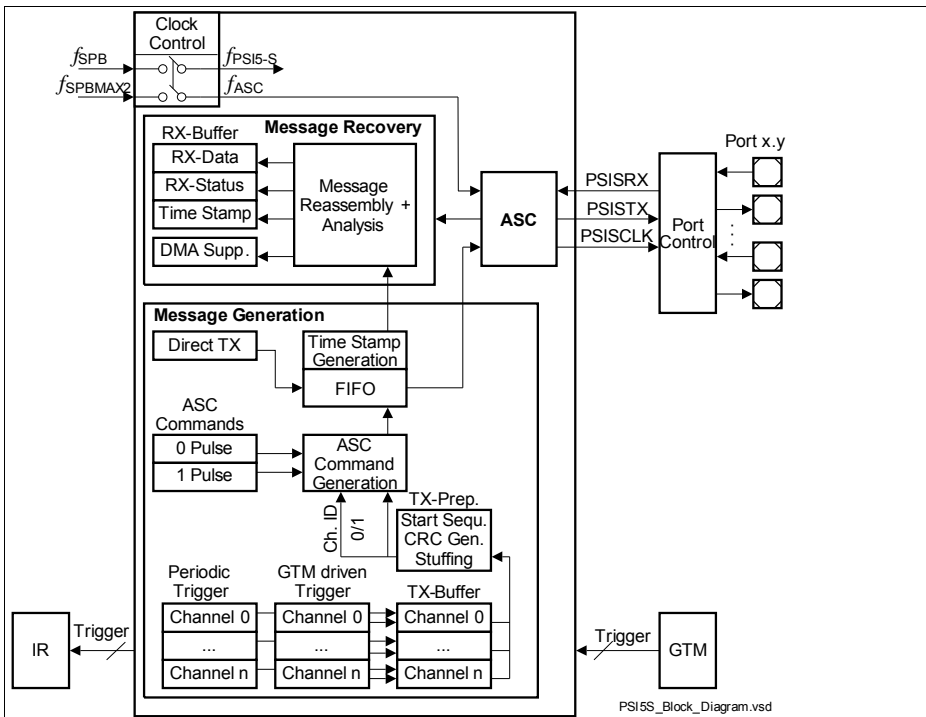 Clock
Control
fSPB
fPSI5-S
fSPBMAX2
fASC
Message Recovery
RX-Buffer
RX-Data
RX-Status
Time Stamp
DMA Supp.
Message
Reassembly +
Analysis
ASC
PSISRX
PSISTX
PSISCLK
Port
Control
Port x.y
Message Generation
Direct TX
Time Stamp
Generation
FIFO
ASC
Commands
0 Pulse
1 Pulse
ASC
Command
Generation
Ch. ID
0/1
TX-Prep.
Start Sequ.
CRC Gen.
Stuffing
Periodic
Trigger
GTM driven
Trigger
TX-Buffer
Channel 0
Channel 0
Channel 0
...
...
...
Channel n
Channel n
Channel n
IR
Trigger
Trigger
GTM
PSI5S_Block_Diagram.vsd